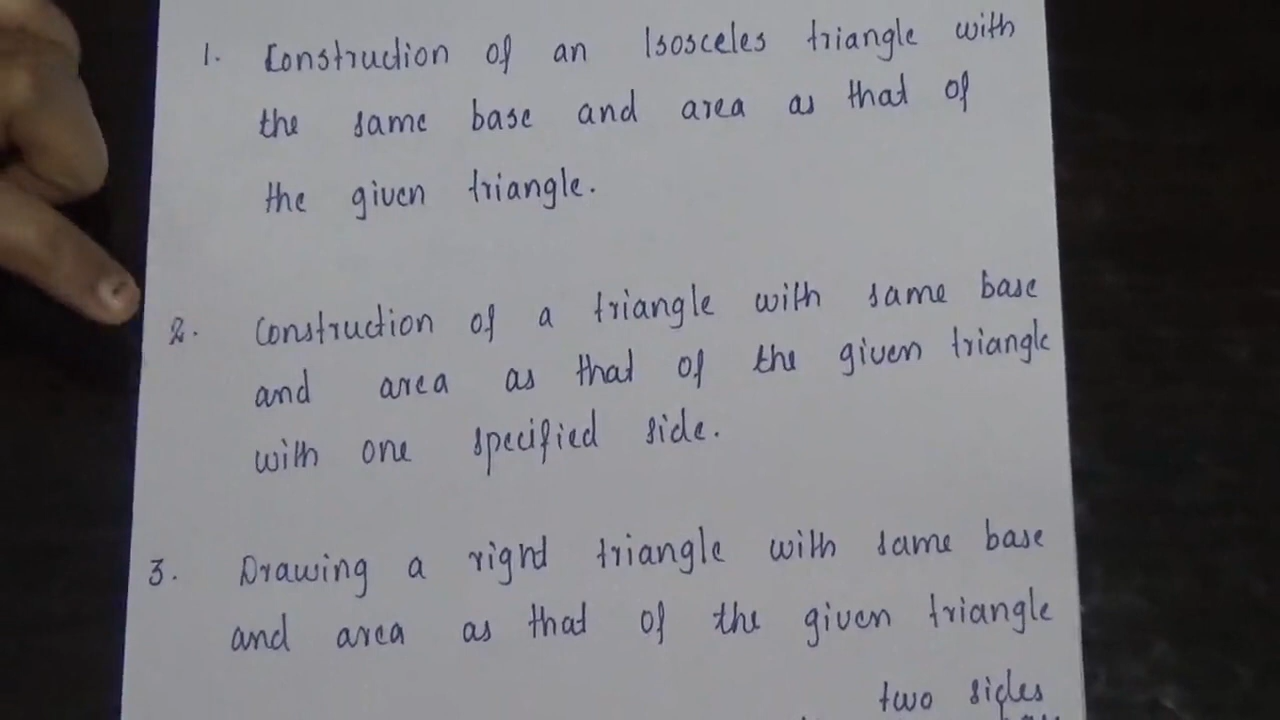 1. Construction of an Isosceles triangle with
the same base and area as that of
the given triangle.
2. Construction of a triangle with same base
and area as that of the given triangle
with one specified side.
3. Drawing a right triangle with same base
and area as that of the given triangle
two sides